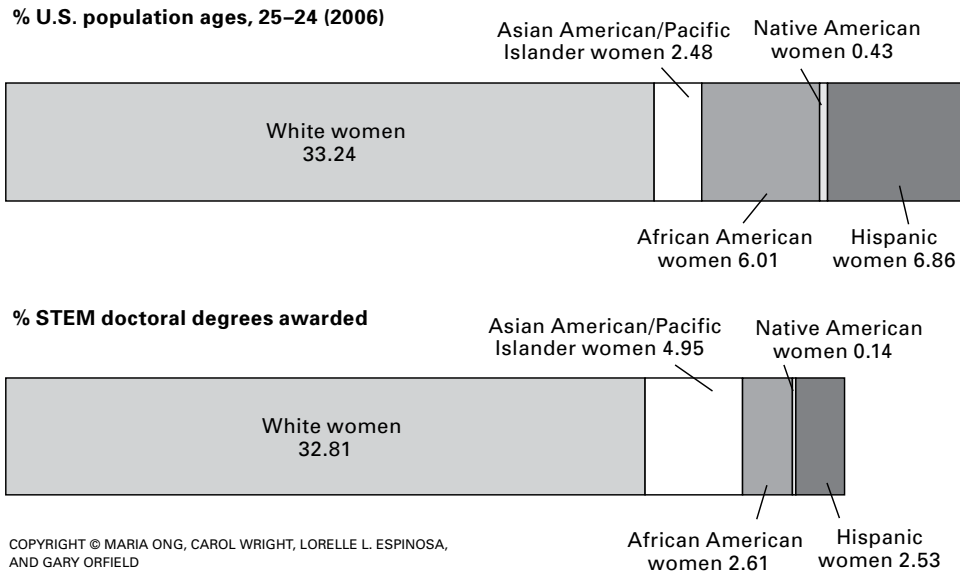 % U.S. population ages, 25–24 (2006)
Asian American/Pacific
Islander women 2.48
Native American
women 0.43
White women
33.24
African American
women 6.01
Hispanic
women 6.86
% STEM doctoral degrees awarded
Asian American/Pacific
Islander women 4.95
Native American
women 0.14
White women
32.81
African American
women 2.61
Hispanic
women 2.53
COPYRIGHT © MARIA ONG, CAROL WRIGHT, LORELLE L. ESPINOSA,
AND GARY ORFIELD